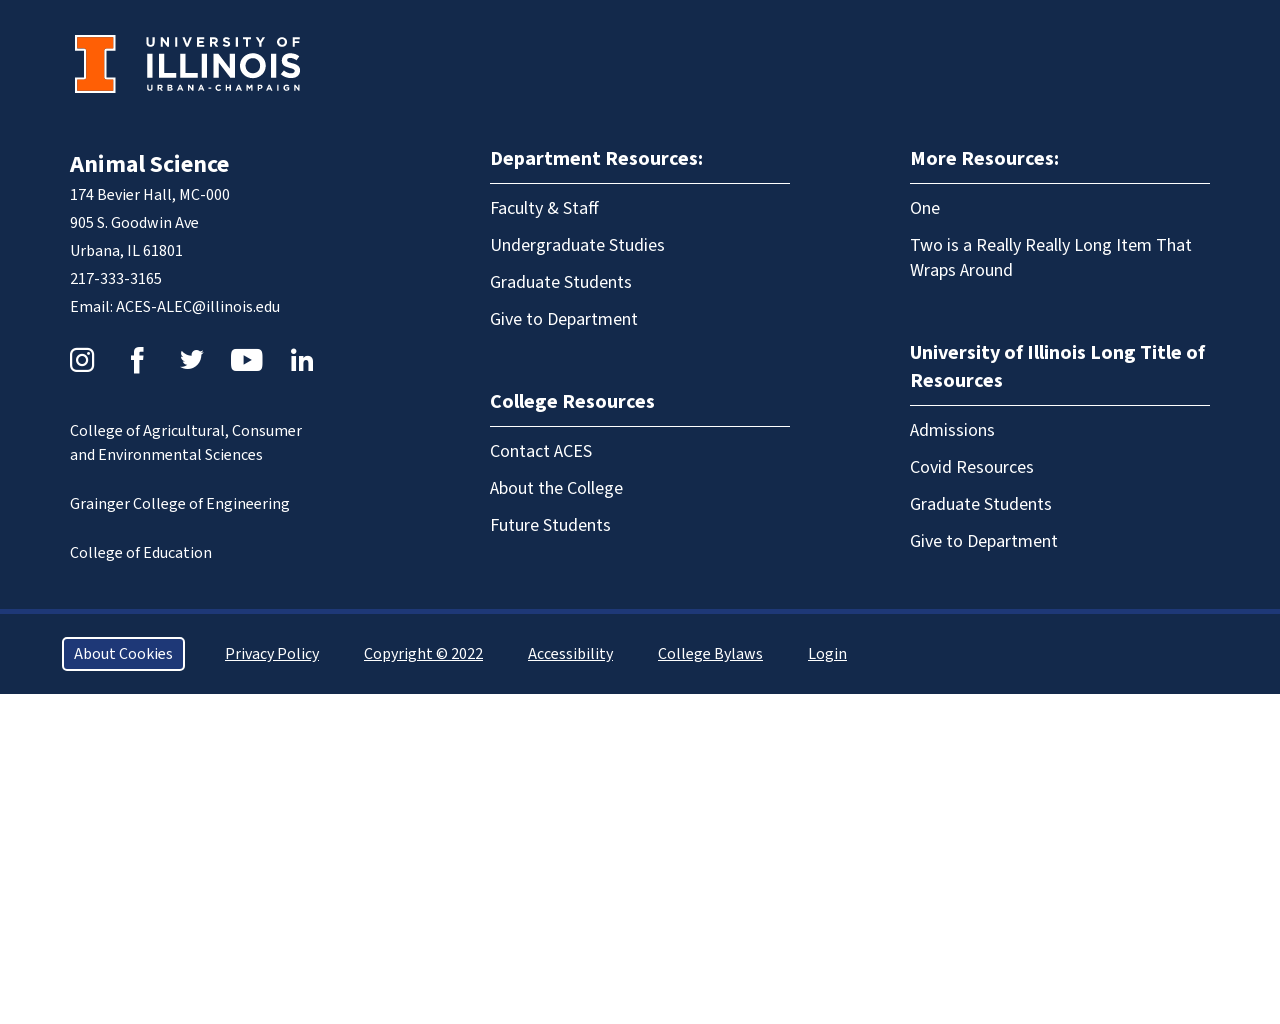 UNIVERSITY OF
ILLINOIS
URBANA-CHAMPAIGN
Animal Science
174 Bevier Hall, MC-000
905 S. Goodwin Ave
Urbana, IL 61801
217-333-3165
Email: ACES-ALEC@illinois.edu
College of Agricultural, Consumer
and Environmental Sciences
Grainger College of Engineering
College of Education
Department Resources:
Faculty & Staff
Undergraduate Studies
Graduate Students
Give to Department
College Resources
Contact ACES
About the College
Future Students
More Resources:
One
Two is a Really Really Long Item That
Wraps Around
University of Illinois Long Title of
Resources
Admissions
Covid Resources
Graduate Students
Give to Department
About Cookies Privacy Policy Copyright © 2022 Accessibility College Bylaws Login